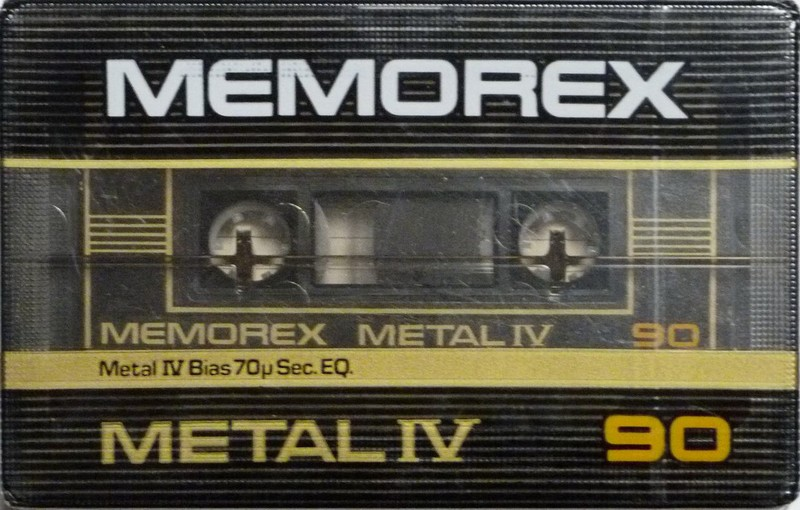 MEMOREX
MEMOREX METAL IV 90
Metal IV Bias 70µ Sec. EQ.
METAL IV 90